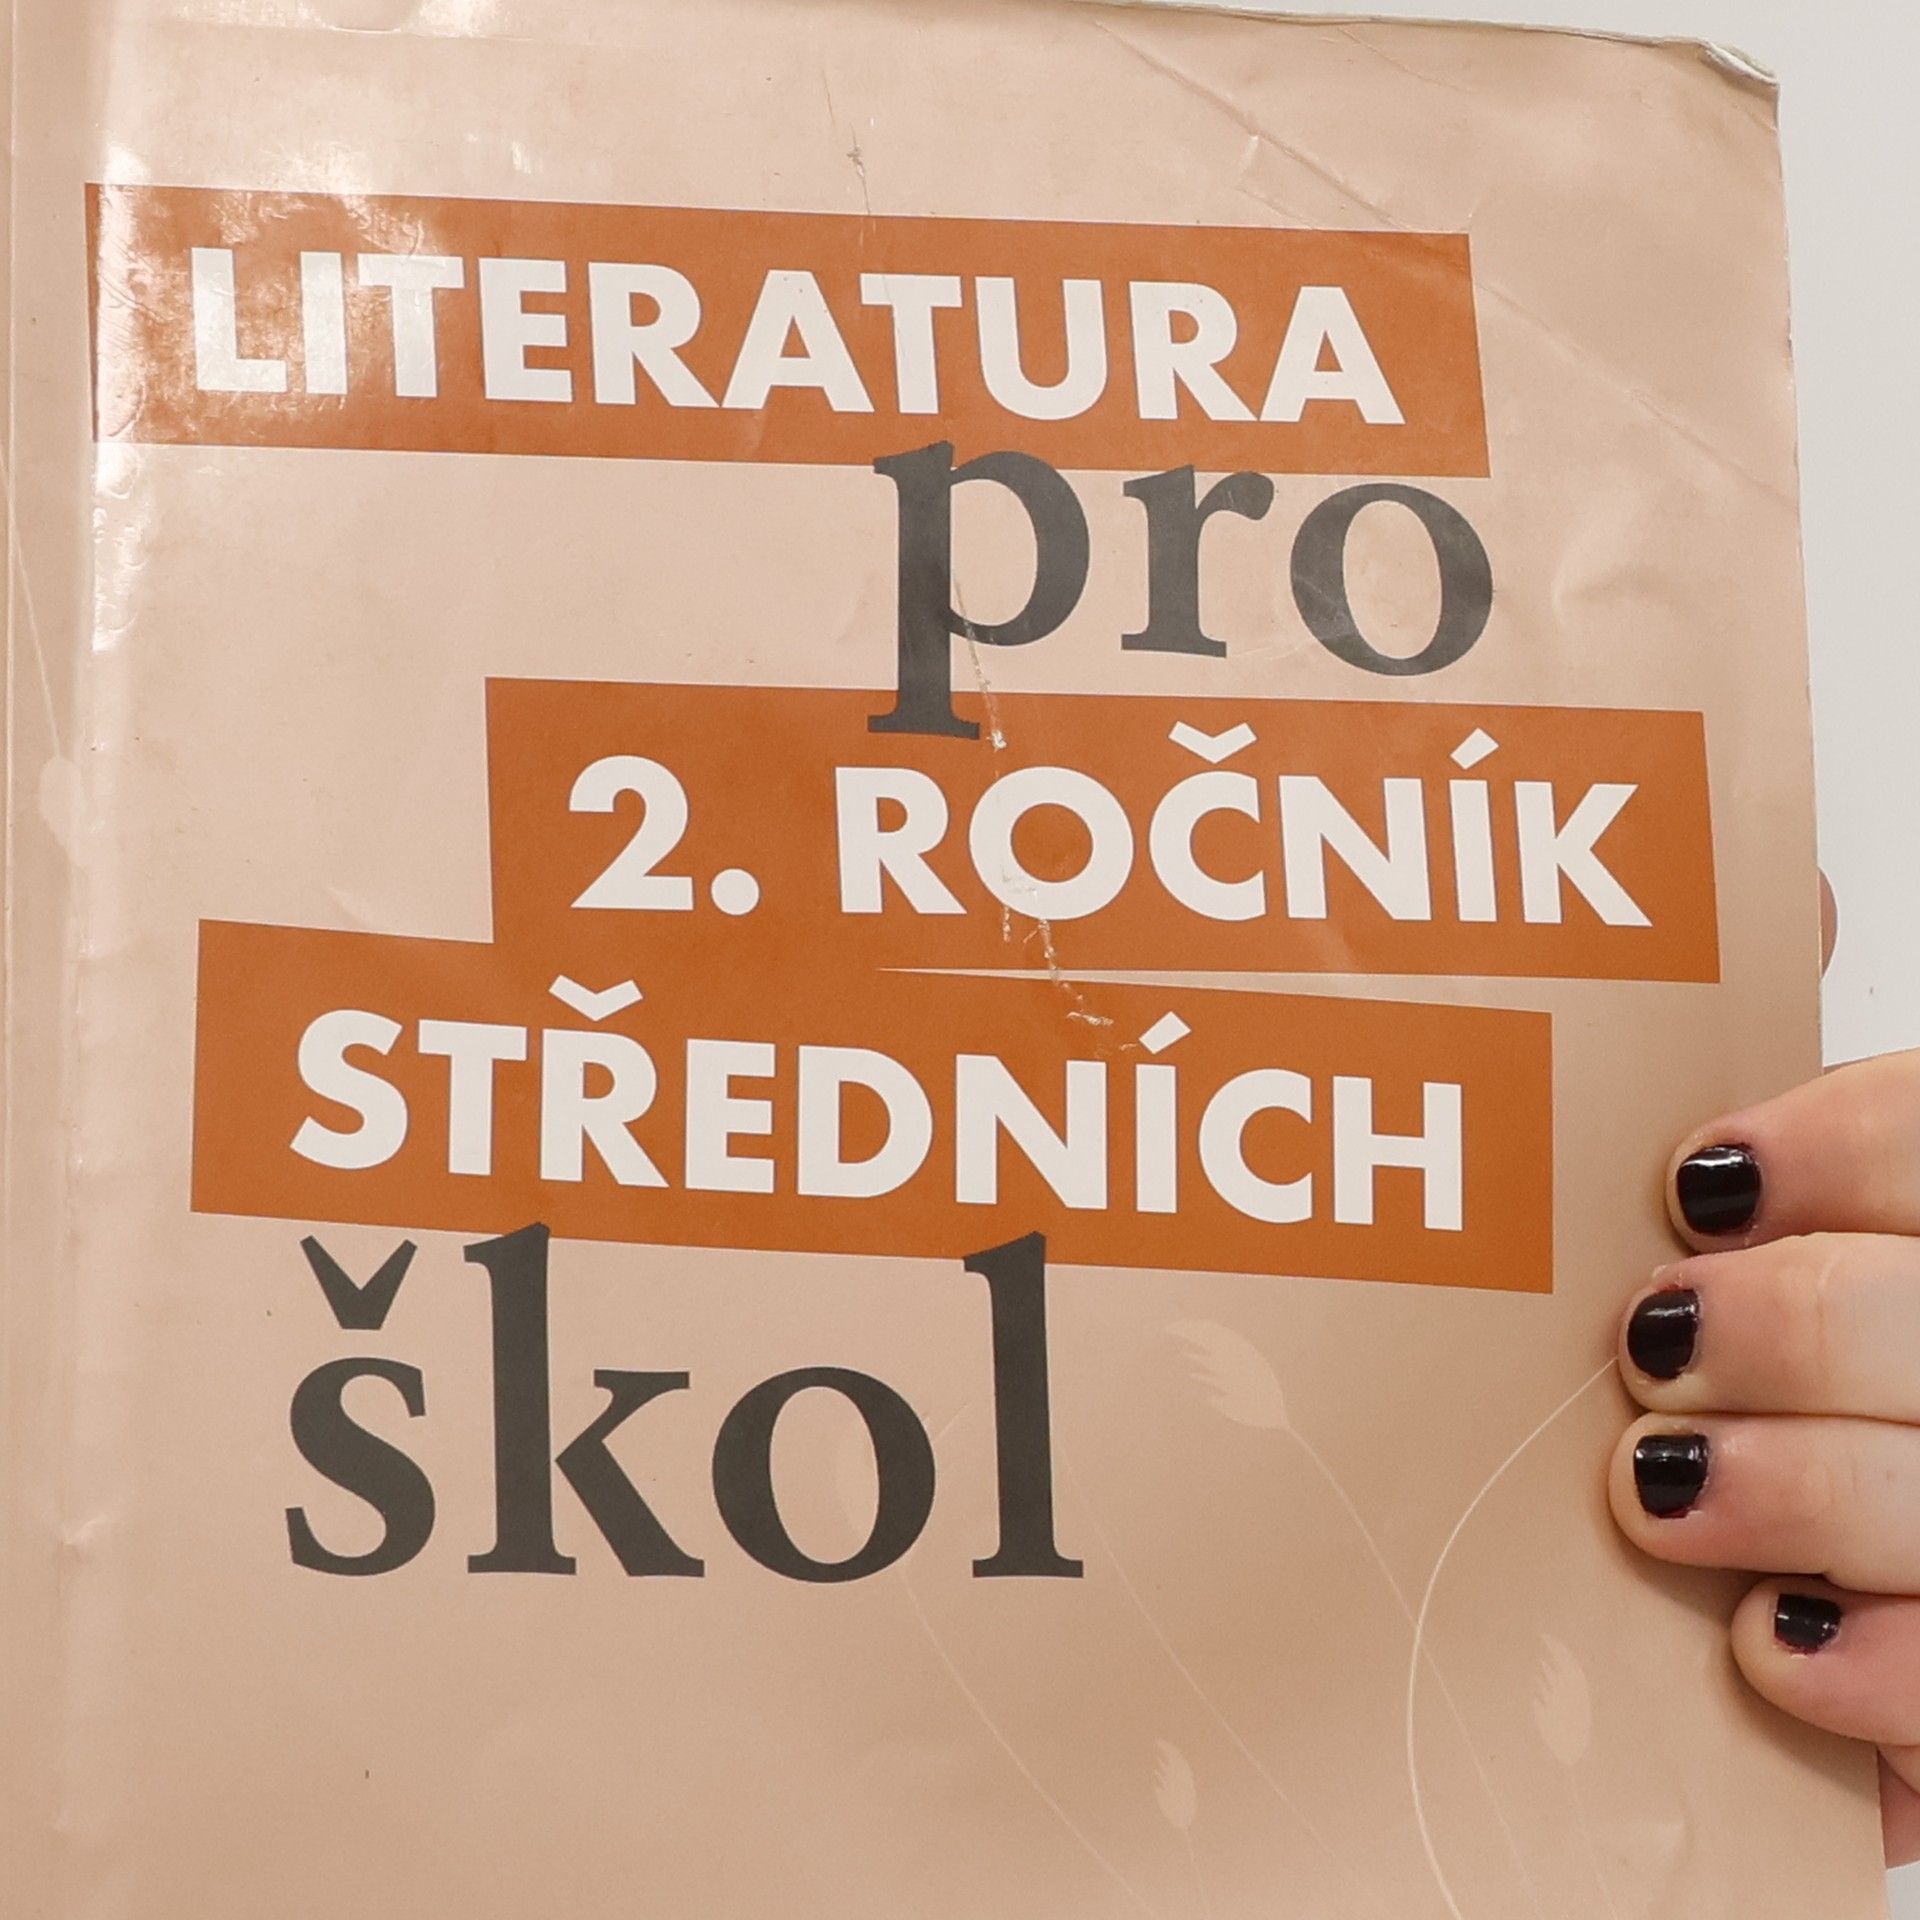 LITERATURA
pro
2. ROČNÍK
STŘEDNÍCH
škol